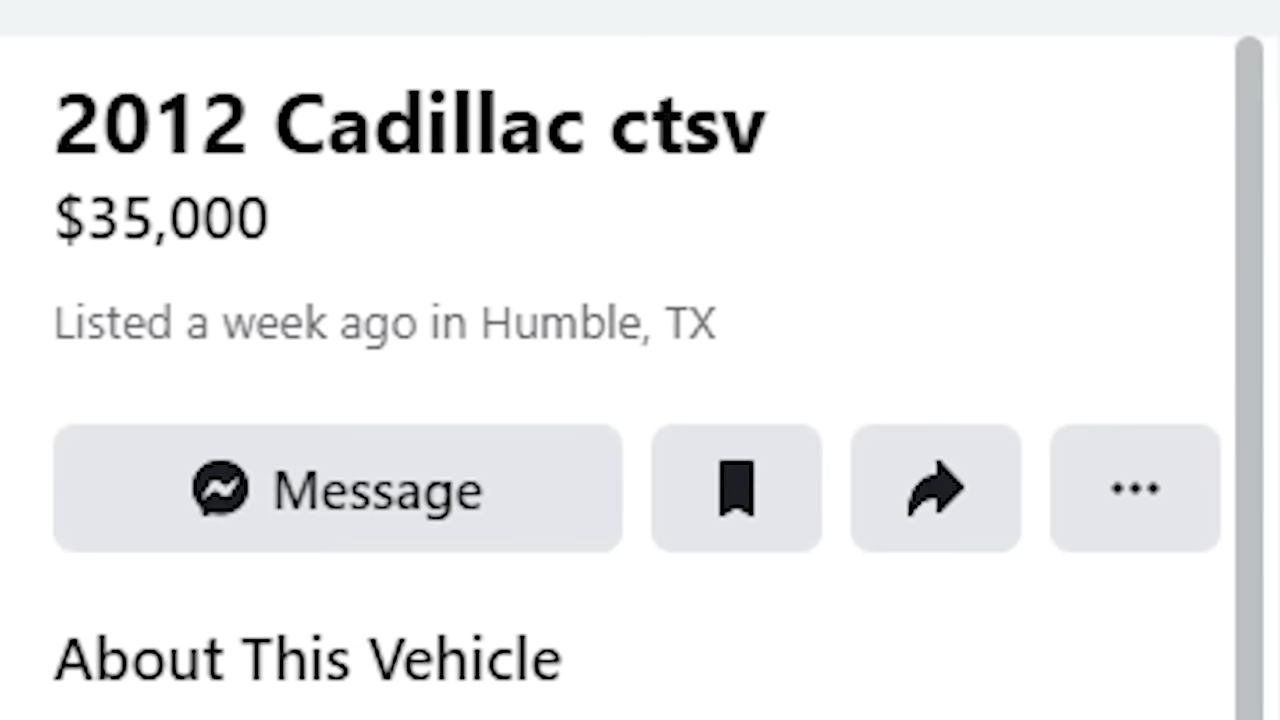 2012 Cadillac ctsv
$35,000
Listed a week ago in Humble, TX
Message
About This Vehicle